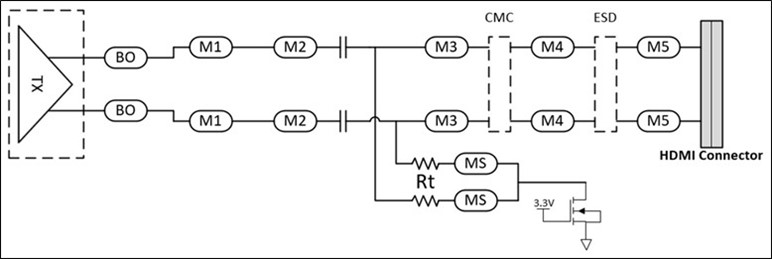 CMC ESD
BO M1 M2 M3 M4 M5
TX
BO M1 M2 M3 M4 M5
HDMI Connector
MS
Rt
MS
3.3V